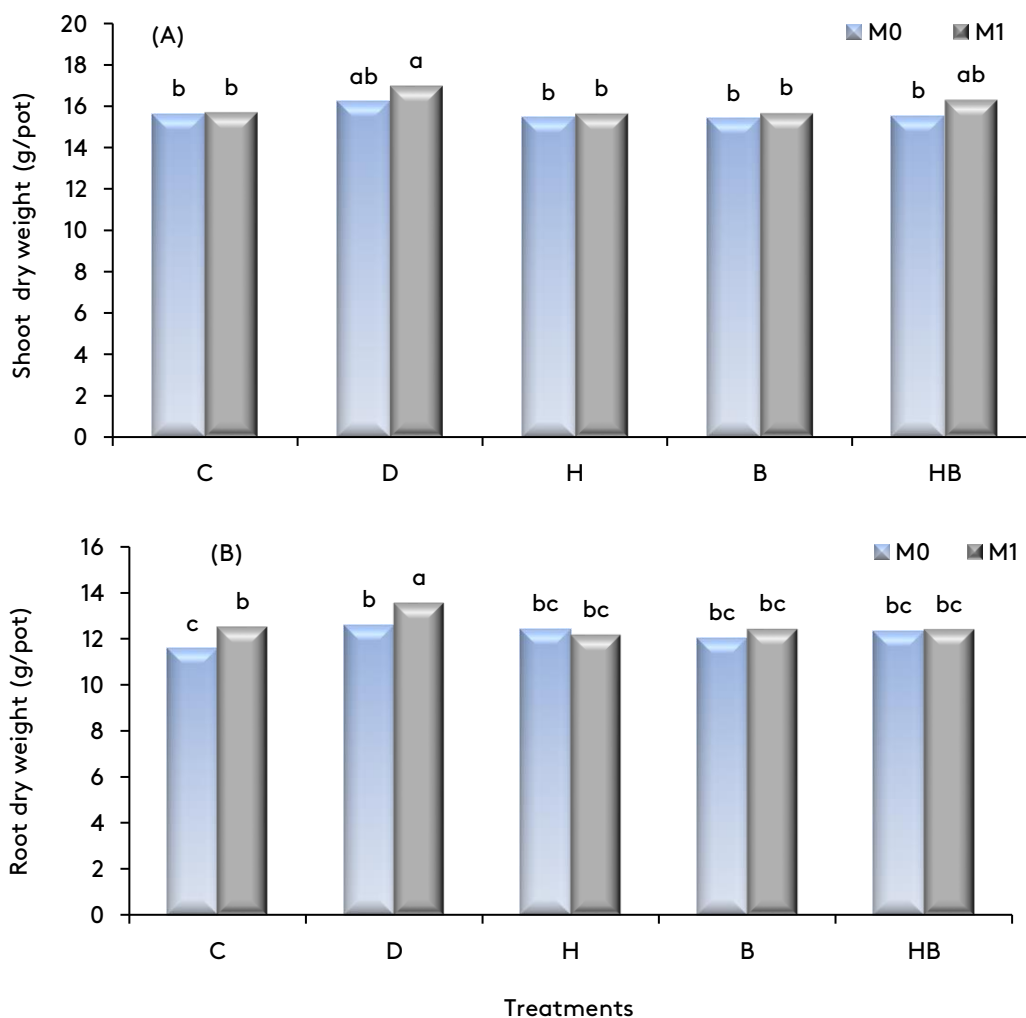 20
(A)
M0
M1
18
b
b
ab
a
b
b
b
b
b
ab
16
14
12
10
8
6
4
2
0
Shoot dry weight (g/pot)
C
D
H
B
HB
16
(B)
M0
M1
14
c
b
b
a
bc
bc
bc
bc
bc
bc
12
10
8
6
4
2
0
Root dry weight (g/pot)
C
D
H
B
HB
Treatments